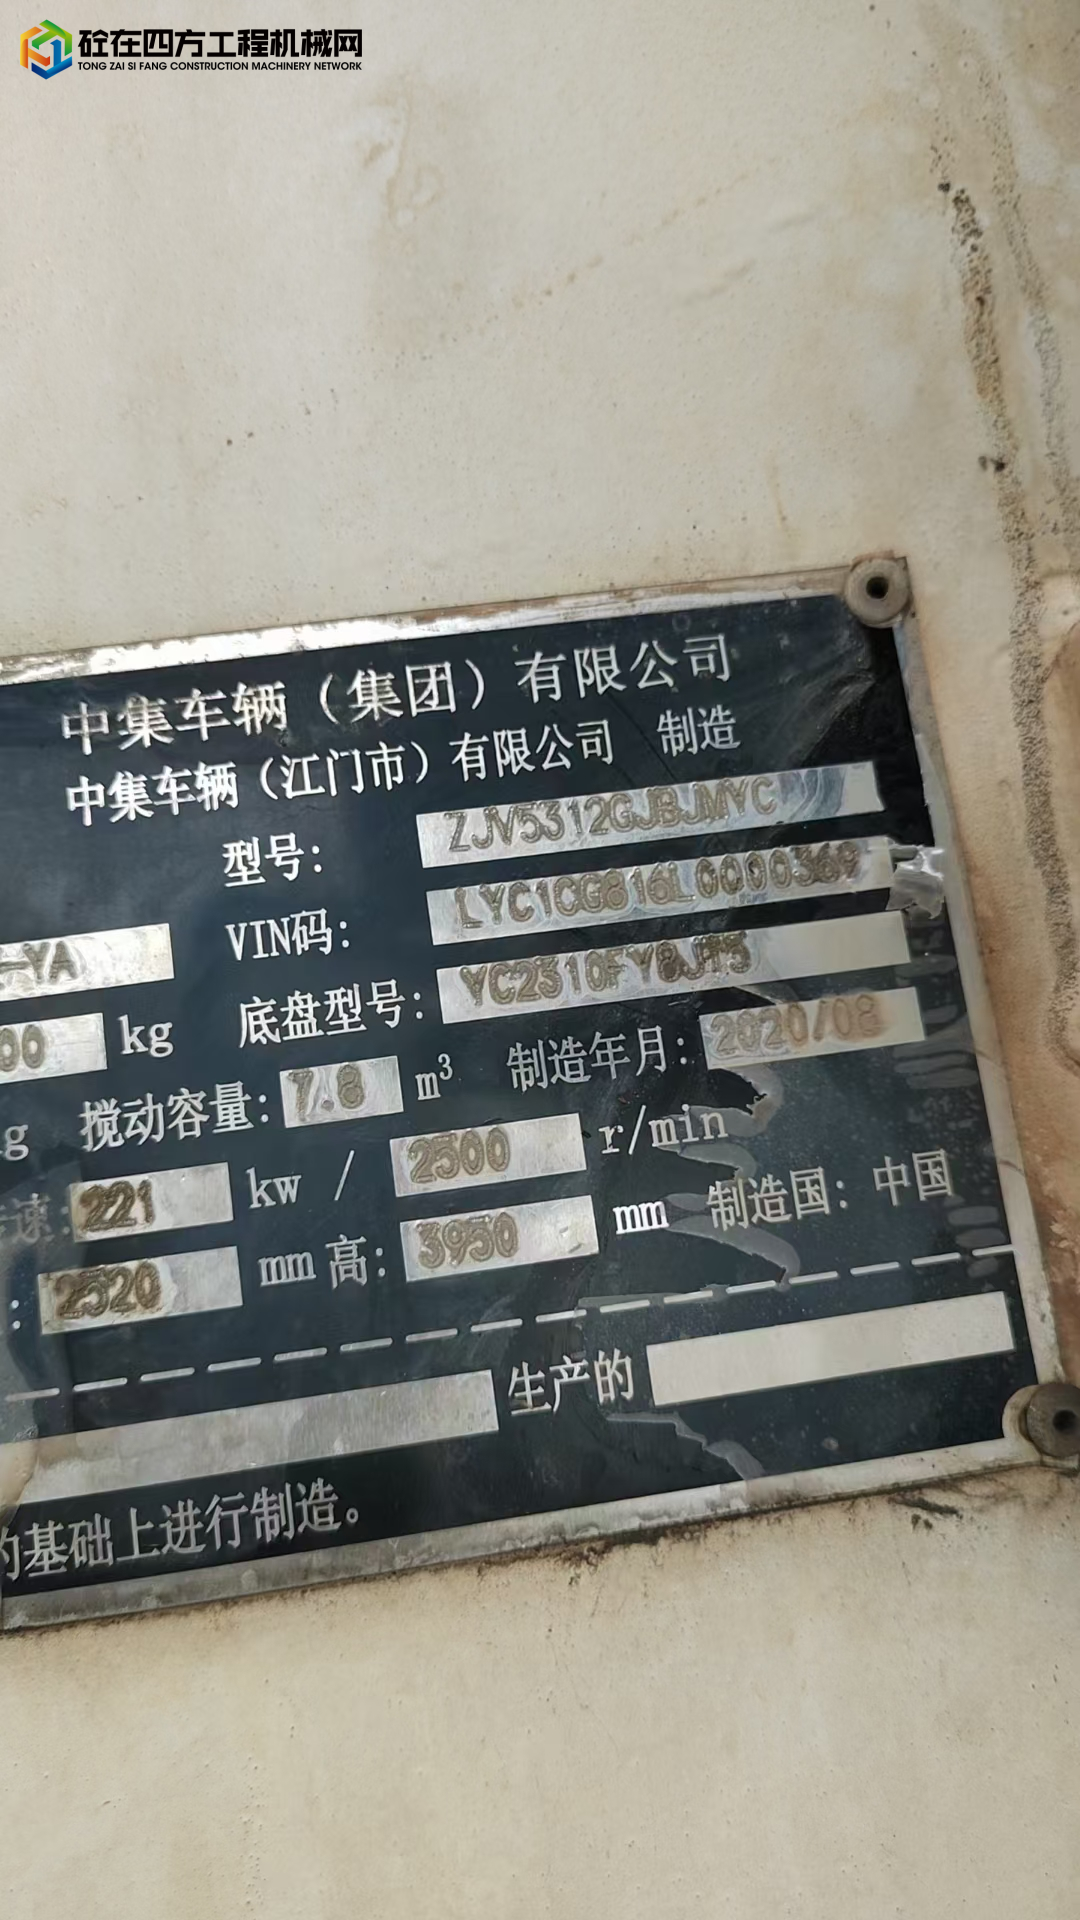 砼在四方工程机械网
TONG ZAI SI FANG CONSTRUCTION MACHINERY NETWORK
中集车辆（集团）有限公司
中集车辆（江门市）有限公司 制造
型号: ZJV5312GJBJMYC
VIN码: LYC1CG816L0000369
-YA 底盘型号: YC2310FY8JT5
00 kg 制造年月: 2020/08
g 搅动容量: 7.8 m³
速: 221 kw / 2500 r/min
: 2520 mm 高: 3950 mm 制造国: 中国
生产的
的基础上进行制造。